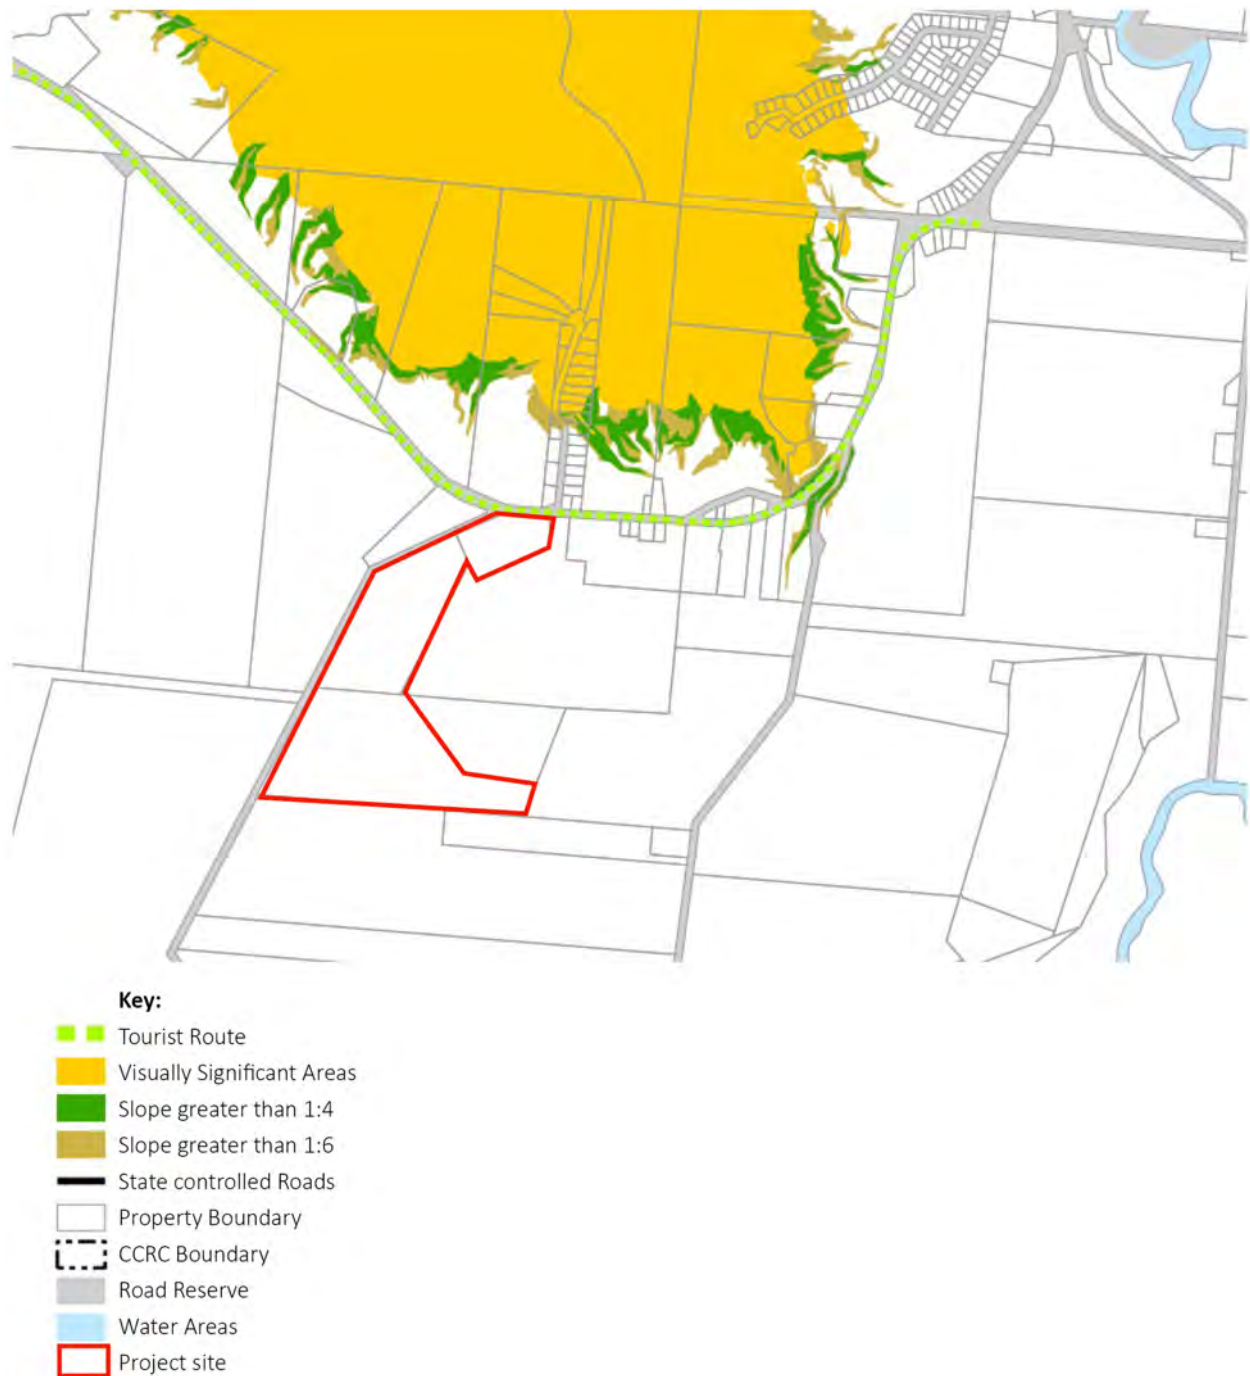 Key:
Tourist Route
Visually Significant Areas
Slope greater than 1:4
Slope greater than 1:6
State controlled Roads
Property Boundary
CCRC Boundary
Road Reserve
Water Areas
Project site